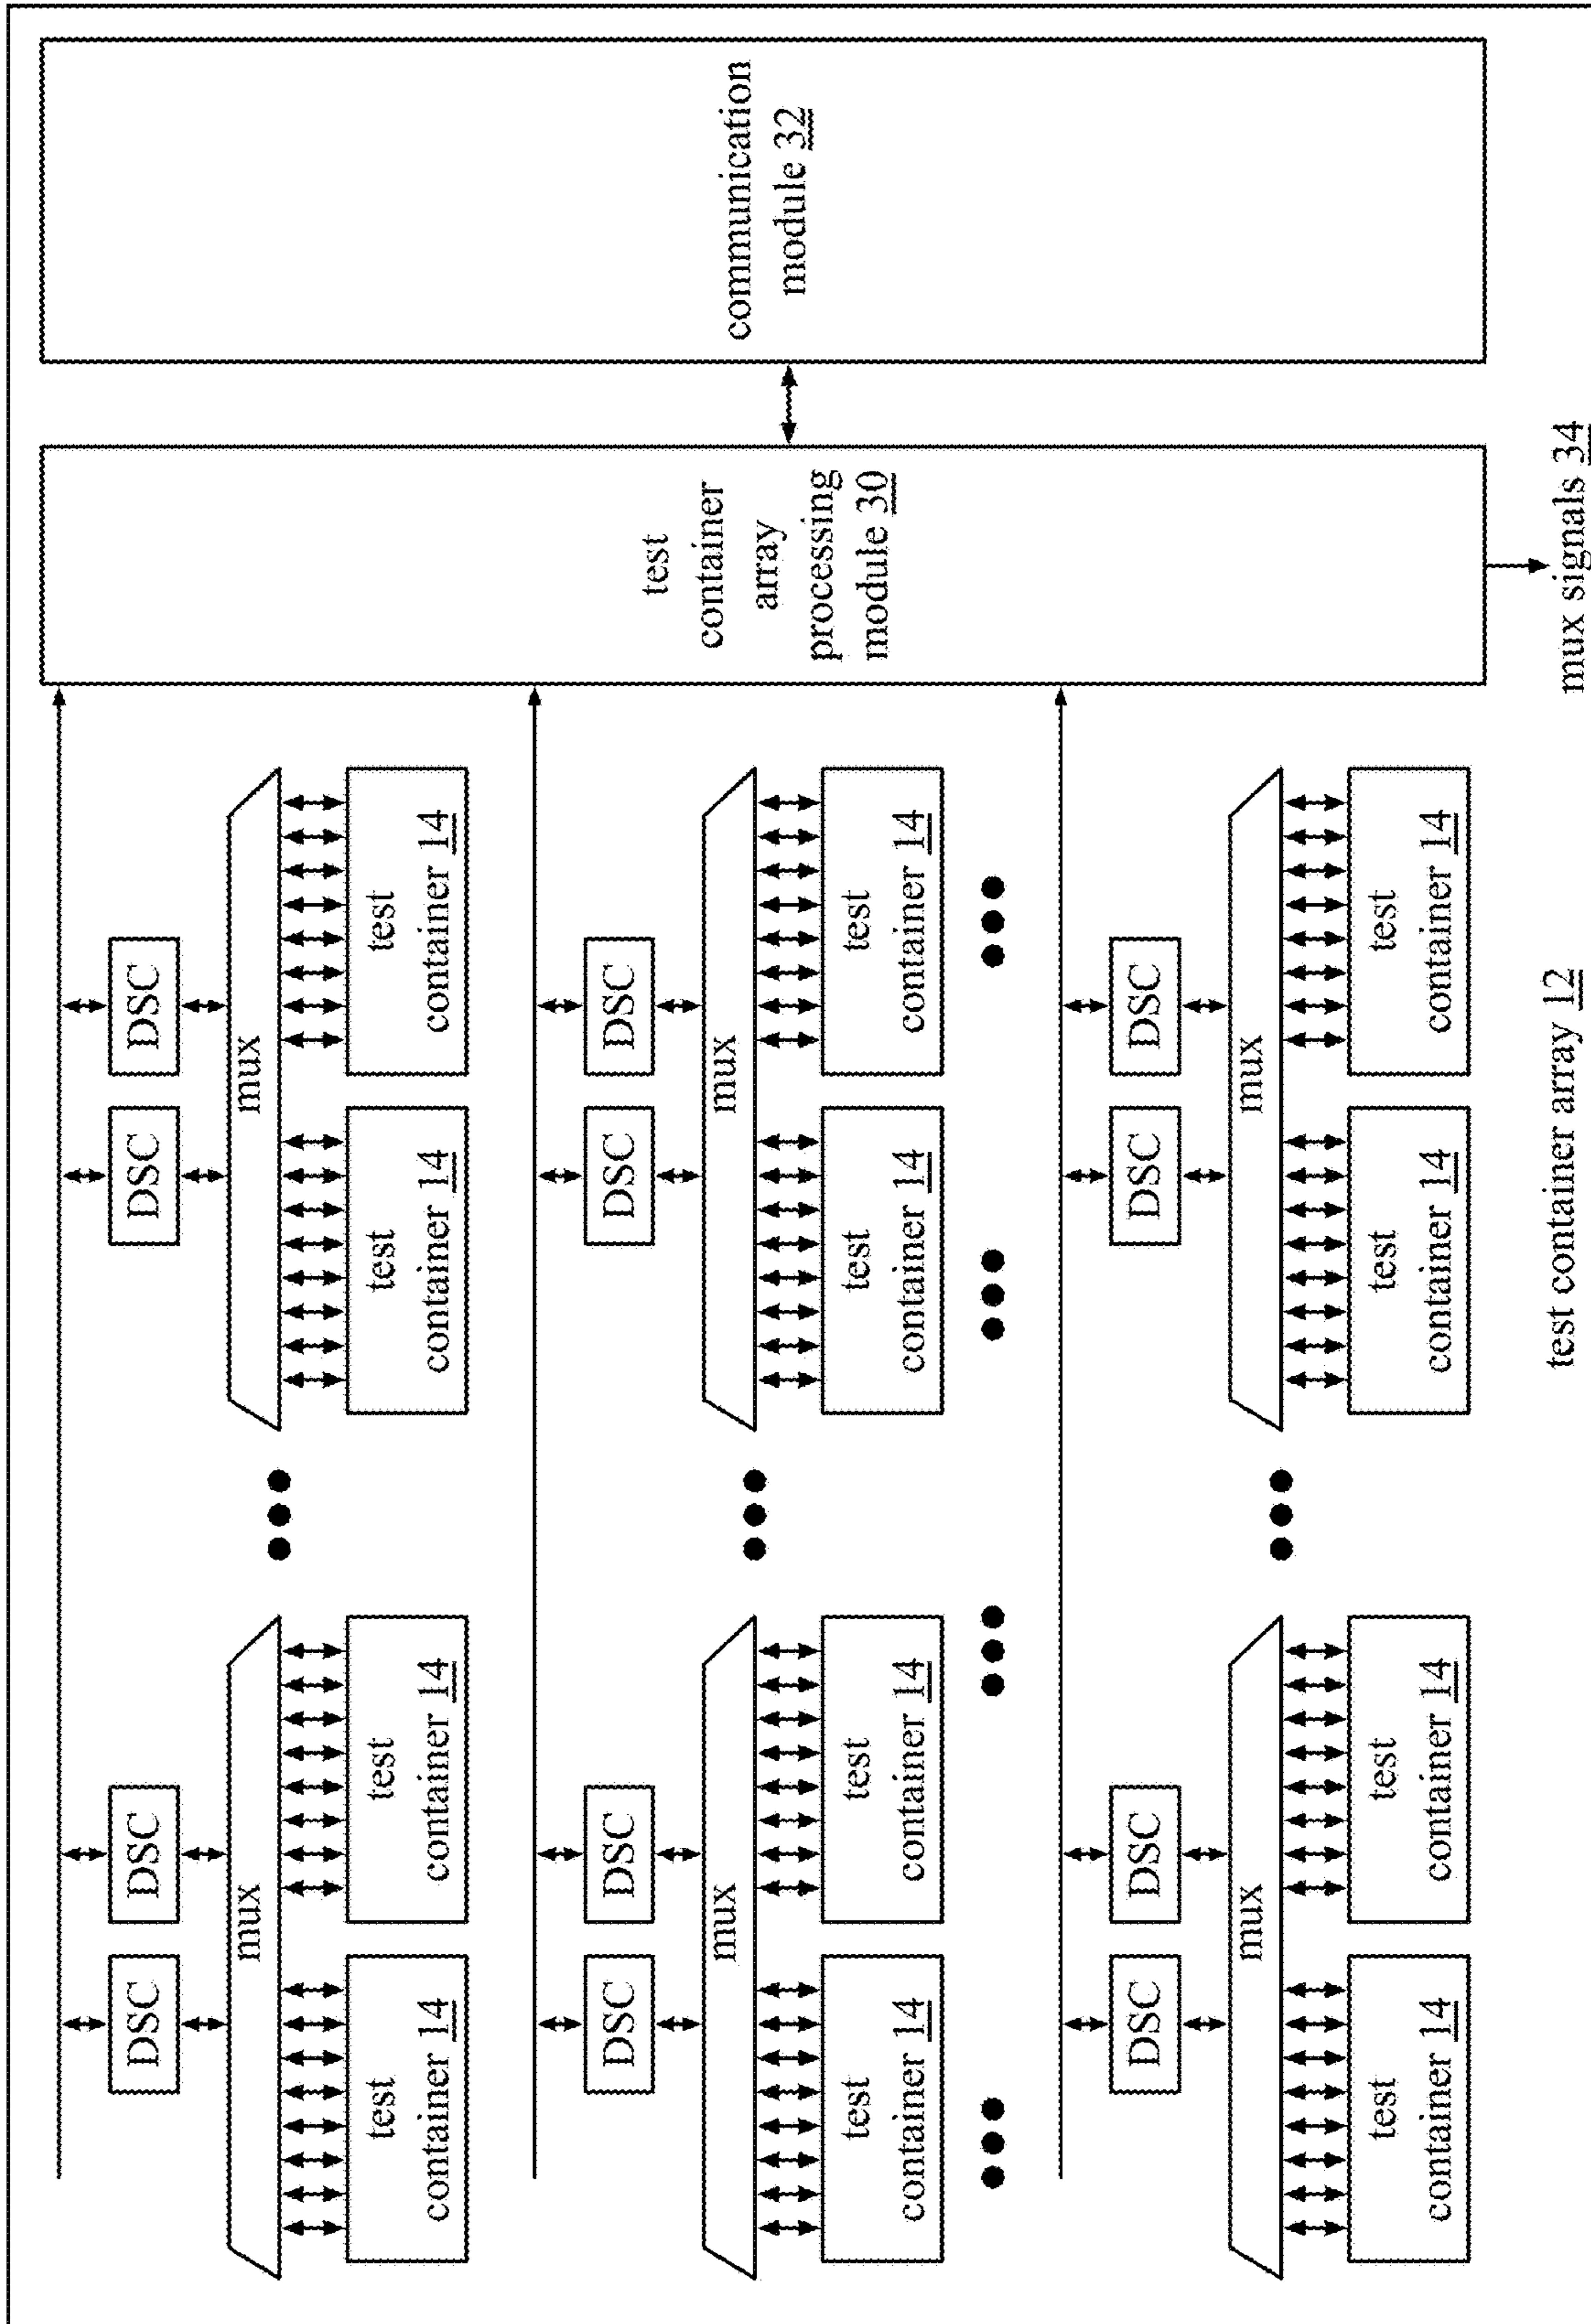 DSC
DSC
DSC
DSC
mux
mux
test
container 14
test
container 14
test
container 14
test
container 14
DSC
DSC
DSC
DSC
mux
mux
test
container 14
test
container 14
test
container 14
test
container 14
DSC
DSC
DSC
DSC
mux
mux
test
container 14
test
container 14
test
container 14
test
container 14
test
container
array
processing
module 30
communication
module 32
test container array 12
mux signals 34